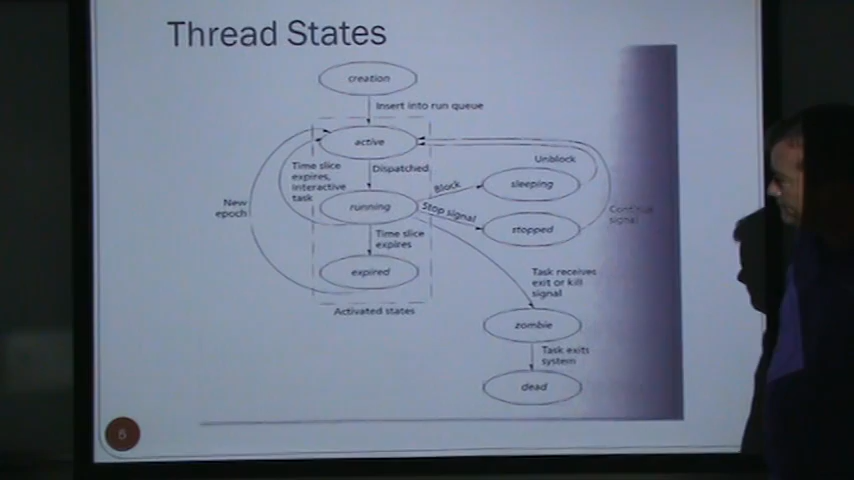 Thread States
creation
Insert into run queue
active
Time slice
expires,
interactive
task
Dispatched
Unblock
Block
sleeping
New
epoch
running
Stop signal
Continue
signal
stopped
Time slice
expires
expired
Task receives
exit or kill
signal
Activated states
zombie
Task exits
system
dead